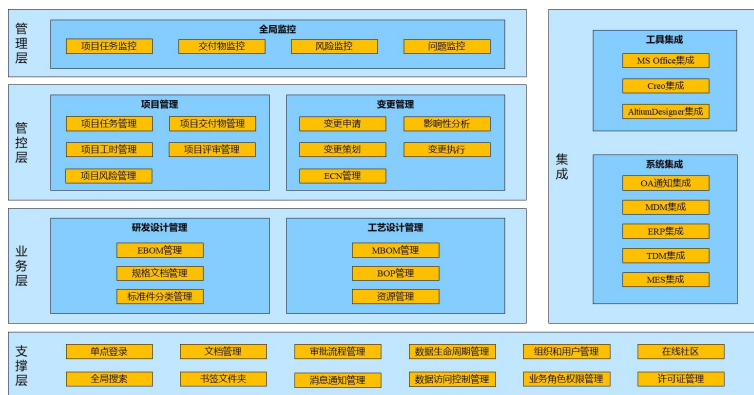 管理层
全局监控
项目任务监控
交付物监控
风险监控
问题监控
管控层
项目管理
项目任务管理
项目交付物管理
项目工时管理
项目评审管理
项目风险管理
变更管理
变更申请
影响性分析
变更策划
变更执行
ECN管理
业务层
研发设计管理
EBOM管理
规格文档管理
标准件分类管理
工艺设计管理
MBOM管理
BOP管理
资源管理
集成
工具集成
MS Office集成
Creo集成
AltiumDesigner集成
系统集成
OA通知集成
MDM集成
ERP集成
TDM集成
MES集成
支撑层
单点登录
文档管理
审批流程管理
数据生命周期管理
组织和用户管理
在线社区
全局搜索
书签文件夹
消息通知管理
数据访问控制管理
业务角色权限管理
许可证管理